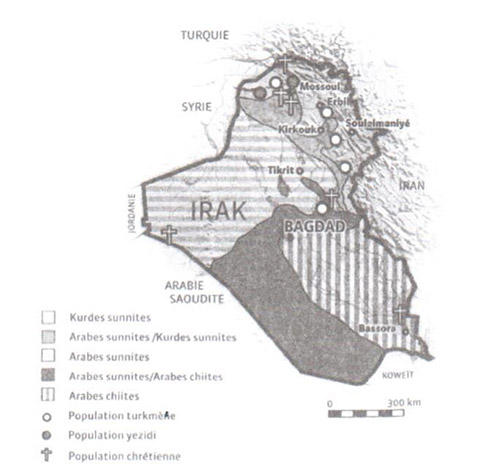 TURQUIE
SYRIE
Mossoul
Erbil
Kirkouk
Souleimaniyé
Tikrit
IRAN
JORDANIE
IRAK
BAGDAD
ARABIE
SAOUDITE
Bassora
KOWEIT
Kurdes sunnites
Arabes sunnites /Kurdes sunnites
Arabes sunnites
Arabes sunnites/Arabes chiites
Arabes chiites
Population turkmène
Population yezidi
Population chrétienne
0 300 km